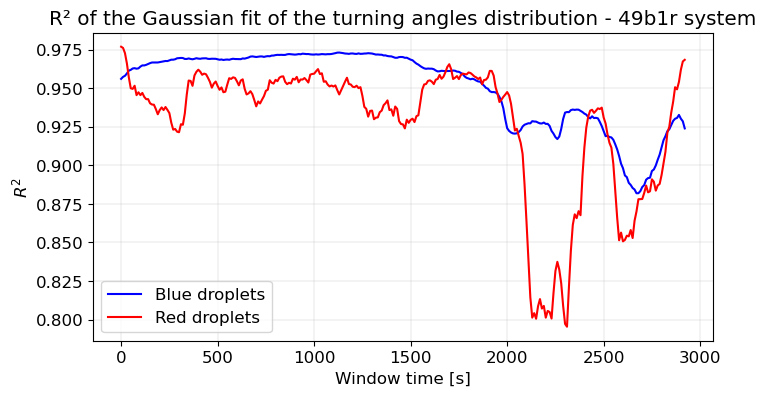 R² of the Gaussian fit of the turning angles distribution - 49b1r system
0.975
0.950
0.925
0.900
0.875
0.850
0.825
0.800
R²
Blue droplets
Red droplets
0 500 1000 1500 2000 2500 3000
Window time [s]